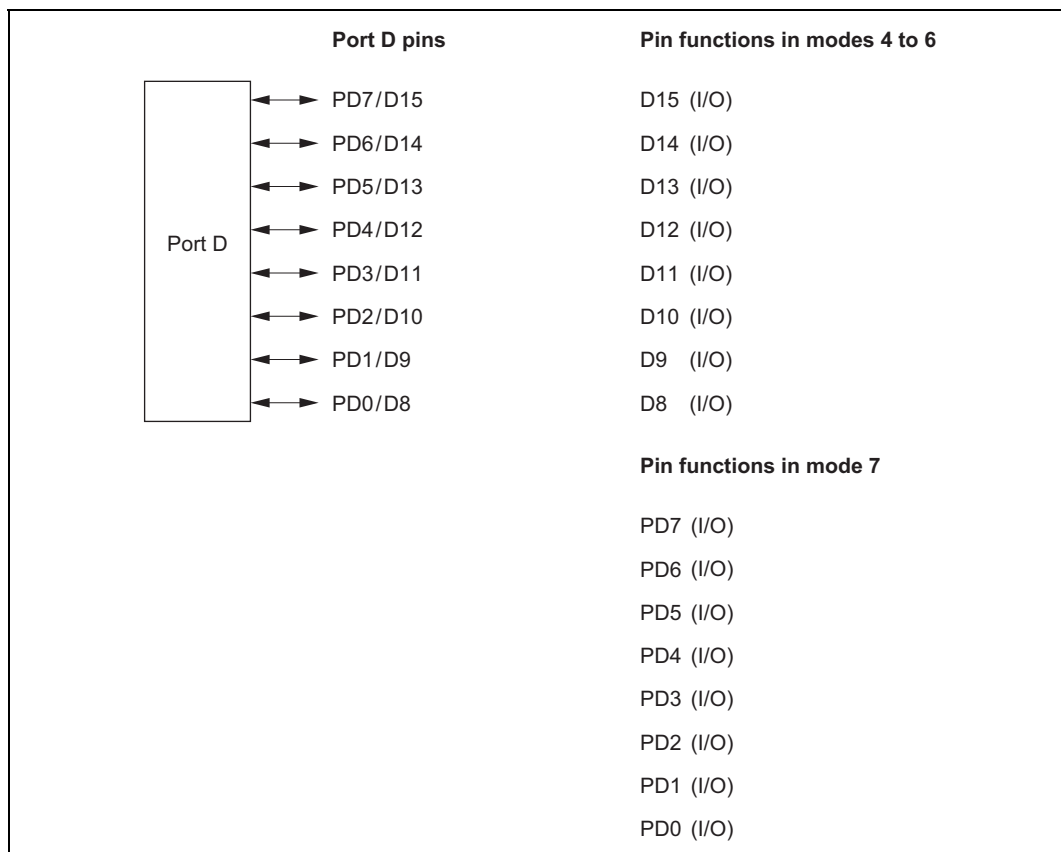 Port D pins Pin functions in modes 4 to 6
PD7/D15 D15 (I/O)
PD6/D14 D14 (I/O)
PD5/D13 D13 (I/O)
PD4/D12 D12 (I/O)
Port D
PD3/D11 D11 (I/O)
PD2/D10 D10 (I/O)
PD1/D9 D9 (I/O)
PD0/D8 D8 (I/O)
Pin functions in mode 7
PD7 (I/O)
PD6 (I/O)
PD5 (I/O)
PD4 (I/O)
PD3 (I/O)
PD2 (I/O)
PD1 (I/O)
PD0 (I/O)